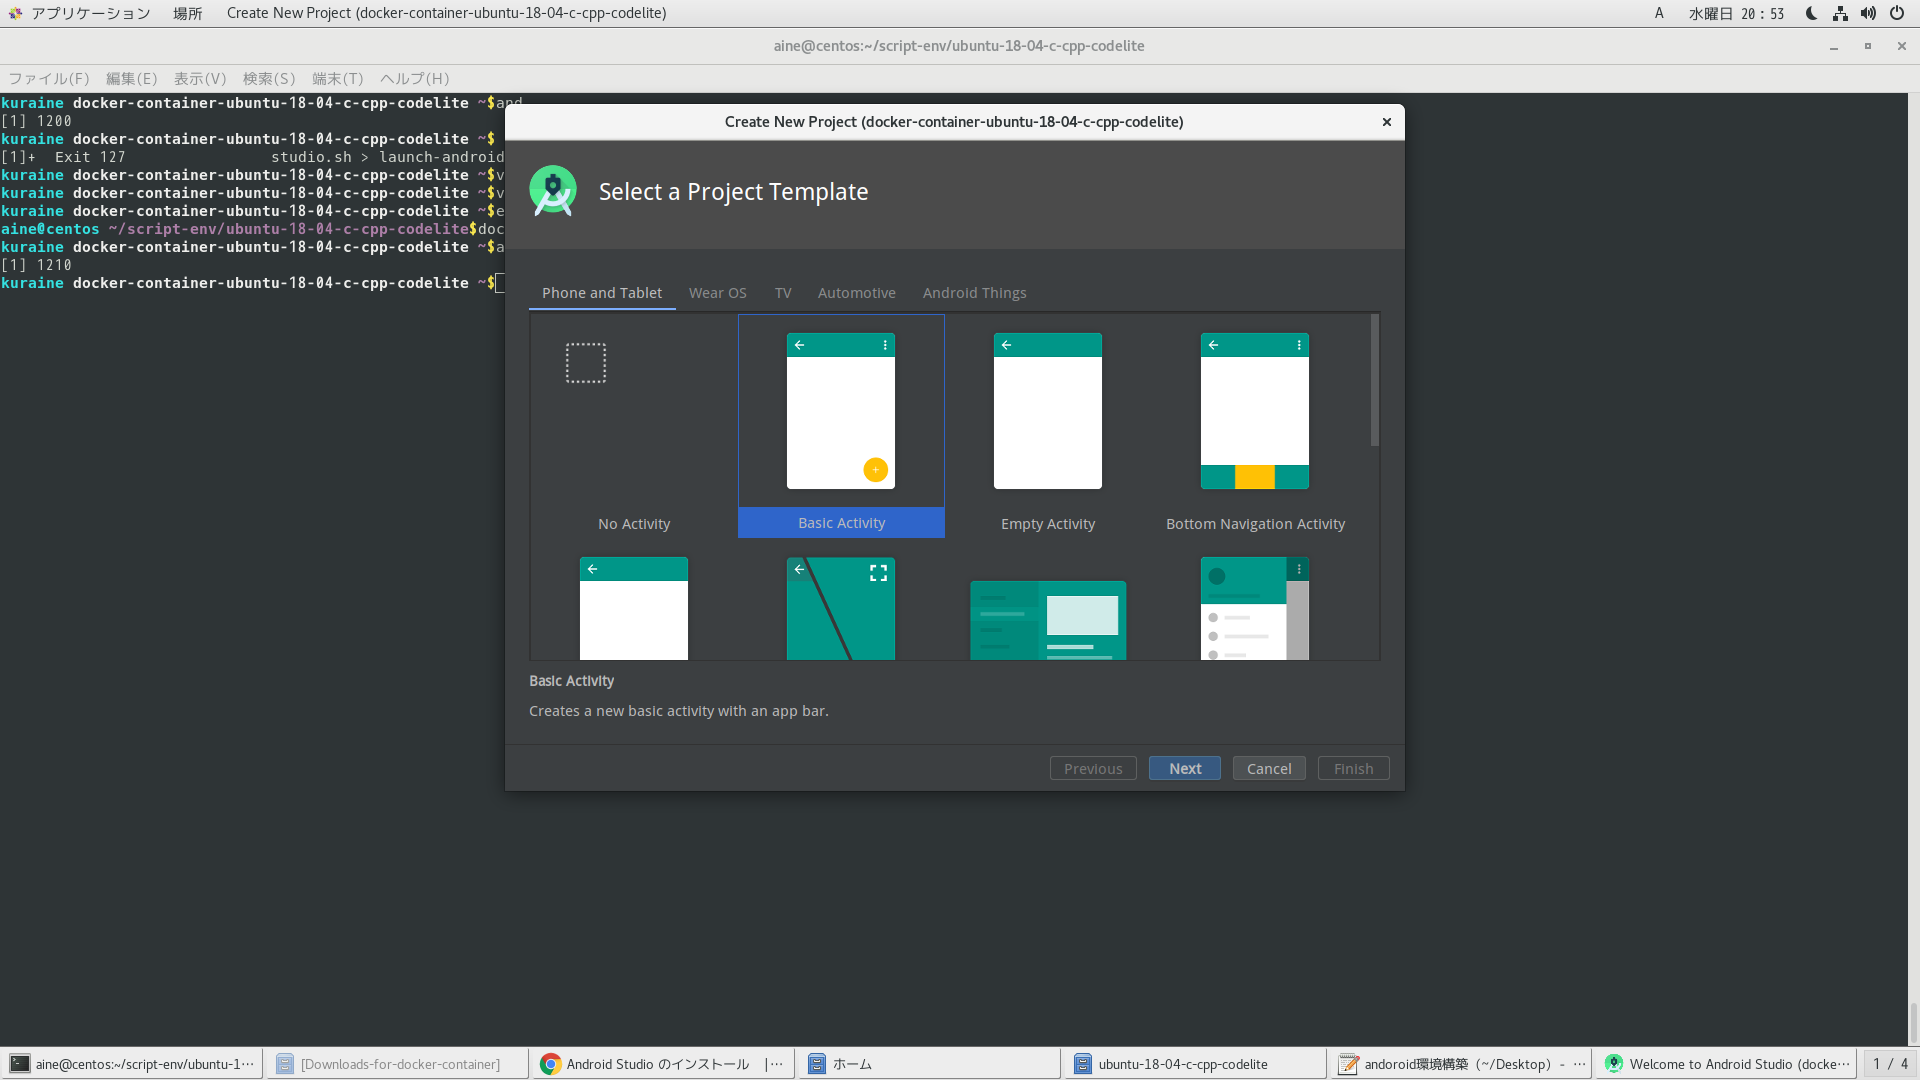 アプリケーション 場所 Create New Project (docker-container-ubuntu-18-04-c-cpp-codelite) A 水曜日 20:53
aine@centos:~/script-env/ubuntu-18-04-c-cpp-codelite
ファイル(F) 編集(E) 表示(V) 検索(S) 端末(T) ヘルプ(H)
kuraine docker-container-ubuntu-18-04-c-cpp-codelite ~$and
[1] 1200
kuraine docker-container-ubuntu-18-04-c-cpp-codelite ~$
[1]+ Exit 127 studio.sh > launch-android
kuraine docker-container-ubuntu-18-04-c-cpp-codelite ~$v
kuraine docker-container-ubuntu-18-04-c-cpp-codelite ~$v
kuraine docker-container-ubuntu-18-04-c-cpp-codelite ~$e
aine@centos ~/script-env/ubuntu-18-04-c-cpp-codelite$doc
kuraine docker-container-ubuntu-18-04-c-cpp-codelite ~$a
[1] 1210
kuraine docker-container-ubuntu-18-04-c-cpp-codelite ~$
Create New Project (docker-container-ubuntu-18-04-c-cpp-codelite)
Select a Project Template
Phone and Tablet Wear OS TV Automotive Android Things
No Activity Basic Activity Empty Activity Bottom Navigation Activity
Basic Activity
Creates a new basic activity with an app bar.
Previous Next Cancel Finish
aine@centos:~/script-env/ubuntu-1… [Downloads-for-docker-container] Android Studio のインストール |… ホーム ubuntu-18-04-c-cpp-codelite andoroid環境構築 (~/Desktop) - … Welcome to Android Studio (docke… 1 / 4